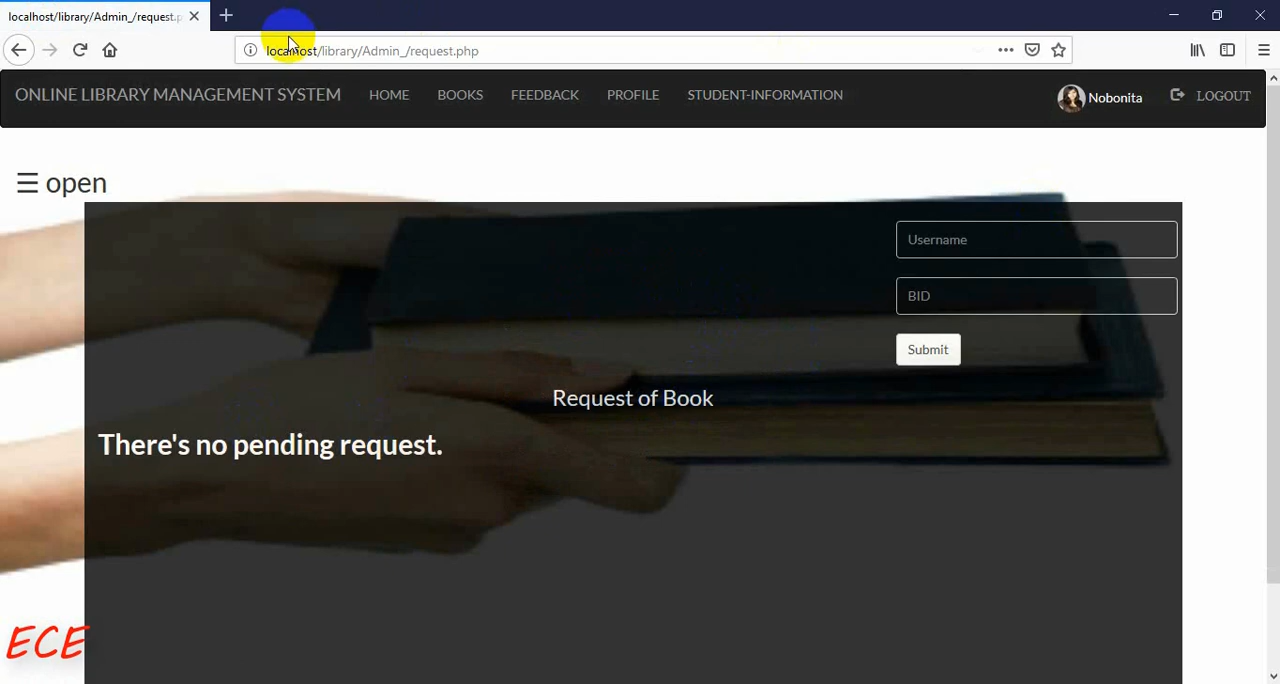 localhost/library/Admin_/request.p
localhost/library/Admin_/request.php
ONLINE LIBRARY MANAGEMENT SYSTEM HOME BOOKS FEEDBACK PROFILE STUDENT-INFORMATION Nobonita LOGOUT
☰ open
Username
BID
Submit
Request of Book
There's no pending request.
ECE